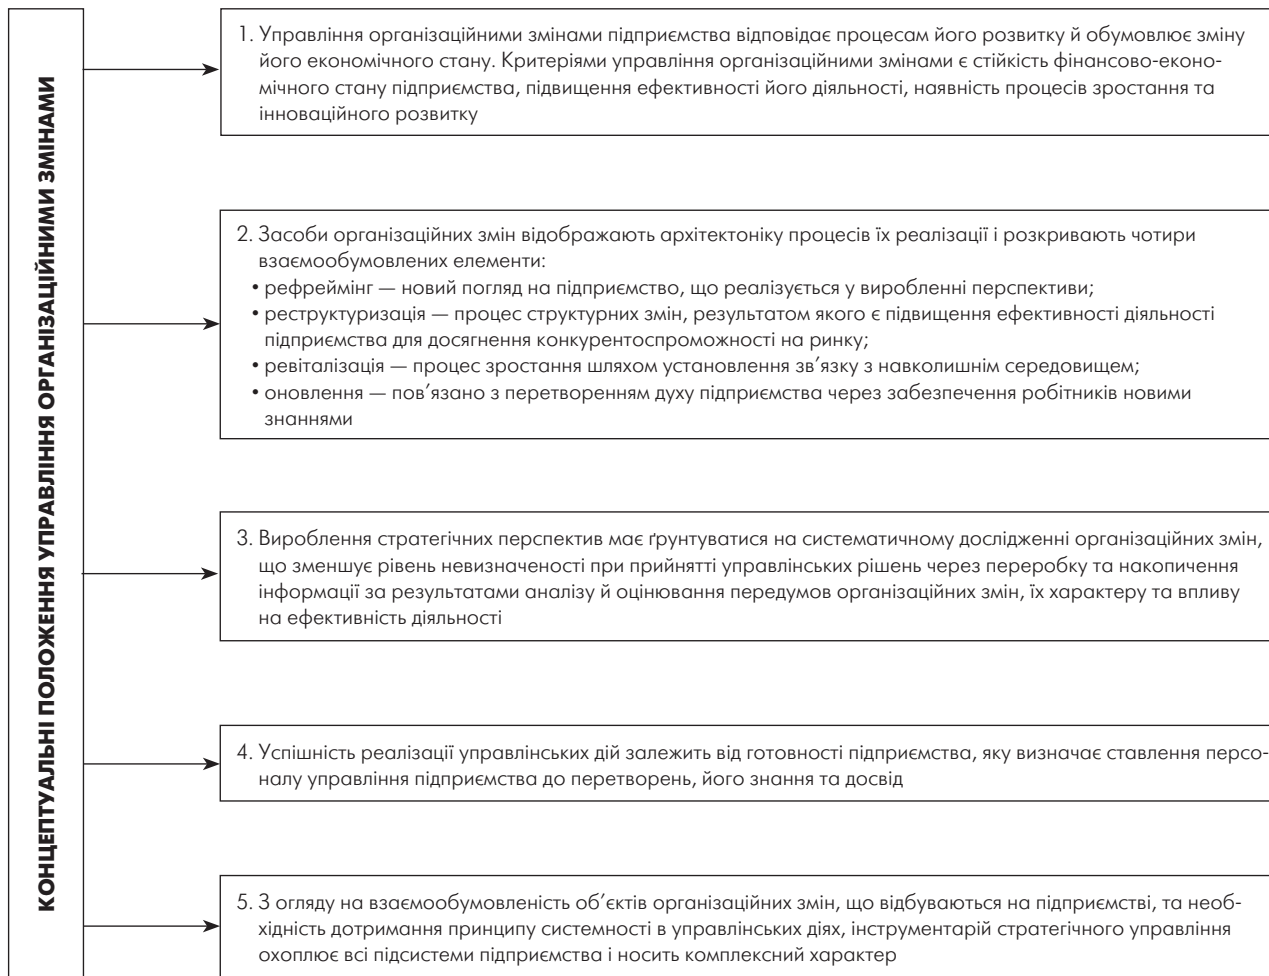 КОНЦЕПТУАЛЬНІ ПОЛОЖЕННЯ УПРАВЛІННЯ ОРГАНІЗАЦІЙНИМИ ЗМІНАМИ
1. Управління організаційними змінами підприємства відповідає процесам його розвитку й обумовлює зміну
його економічного стану. Критеріями управління організаційними змінами є стійкість фінансово-еконо-
мічного стану підприємства, підвищення ефективності його діяльності, наявність процесів зростання та
інноваційного розвитку
2. Засоби організаційних змін відображають архітектоніку процесів їх реалізації і розкривають чотири
взаємообумовлених елементи:
• рефреймінг — новий погляд на підприємство, що реалізується у виробленні перспективи;
• реструктуризація — процес структурних змін, результатом якого є підвищення ефективності діяльності
підприємства для досягнення конкурентоспроможності на ринку;
• ревіталізація — процес зростання шляхом установлення зв’язку з навколишнім середовищем;
• оновлення — пов’язано з перетворенням духу підприємства через забезпечення робітників новими
знаннями
3. Вироблення стратегічних перспектив має ґрунтуватися на систематичному дослідженні організаційних змін,
що зменшує рівень невизначеності при прийнятті управлінських рішень через переробку та накопичення
інформації за результатами аналізу й оцінювання передумов організаційних змін, їх характеру та впливу
на ефективність діяльності
4. Успішність реалізації управлінських дій залежить від готовності підприємства, яку визначає ставлення персо-
налу управління підприємства до перетворень, його знання та досвід
5. З огляду на взаємообумовленість об’єктів організаційних змін, що відбуваються на підприємстві, та необ-
хідність дотримання принципу системності в управлінських діях, інструментарій стратегічного управління
охоплює всі підсистеми підприємства і носить комплексний характер